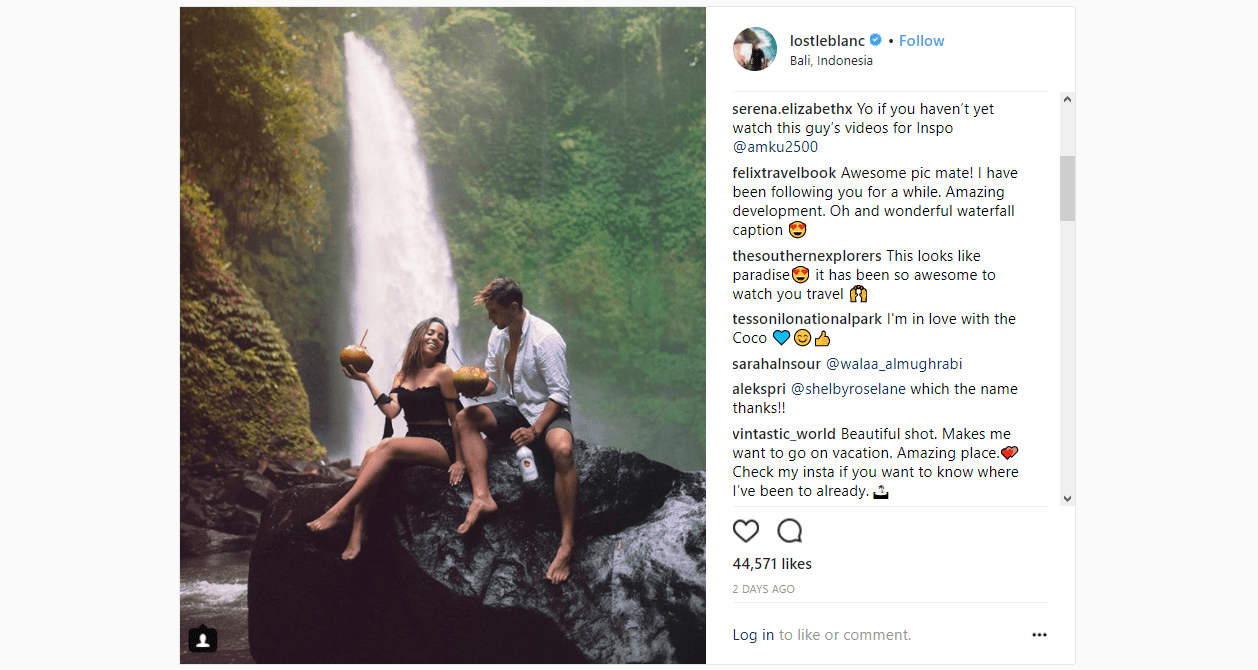 lostleblanc • Follow
Bali, Indonesia
serena.elizabethx Yo if you haven’t yet
watch this guy’s videos for Inspo
@amku2500
felixtravelbook Awesome pic mate! I have
been following you for a while. Amazing
development. Oh and wonderful waterfall
caption 😍
thesouthernexplorers This looks like
paradise😍 it has been so awesome to
watch you travel 🙌
tessonilonationalpark I'm in love with the
Coco 💙😊👍
sarahalnsour @walaa_almughrabi
alekspri @shelbyroselane which the name
thanks!!
vintastic_world Beautiful shot. Makes me
want to go on vacation. Amazing place.💕
Check my insta if you want to know where
I’ve been to already.
44,571 likes
2 DAYS AGO
Log in to like or comment.